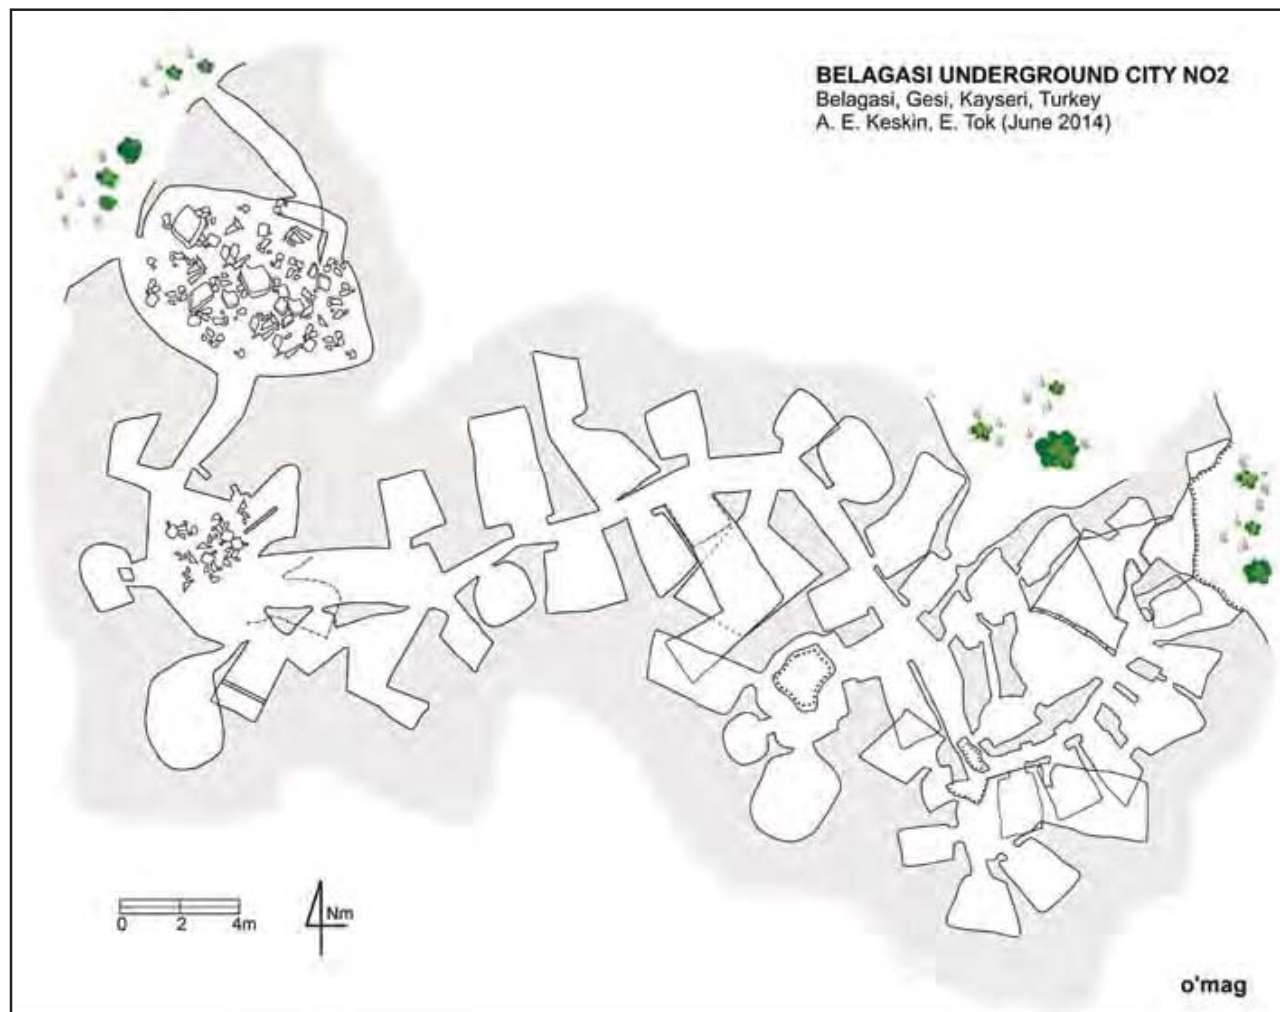 BELAGASI UNDERGROUND CITY NO2
Belagasi, Gesi, Kayseri, Turkey
A. E. Keskin, E. Tok (June 2014)
0 2 4m
Nm
o'mag